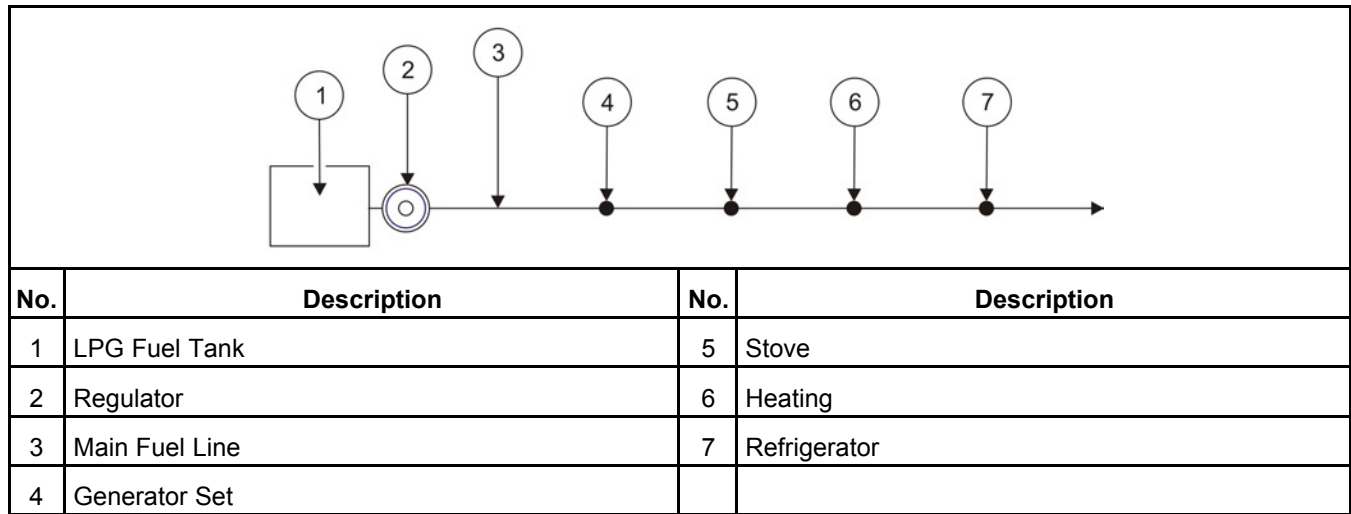 1 2 3 4 5 6 7
No. Description No. Description
1 LPG Fuel Tank 5 Stove
2 Regulator 6 Heating
3 Main Fuel Line 7 Refrigerator
4 Generator Set